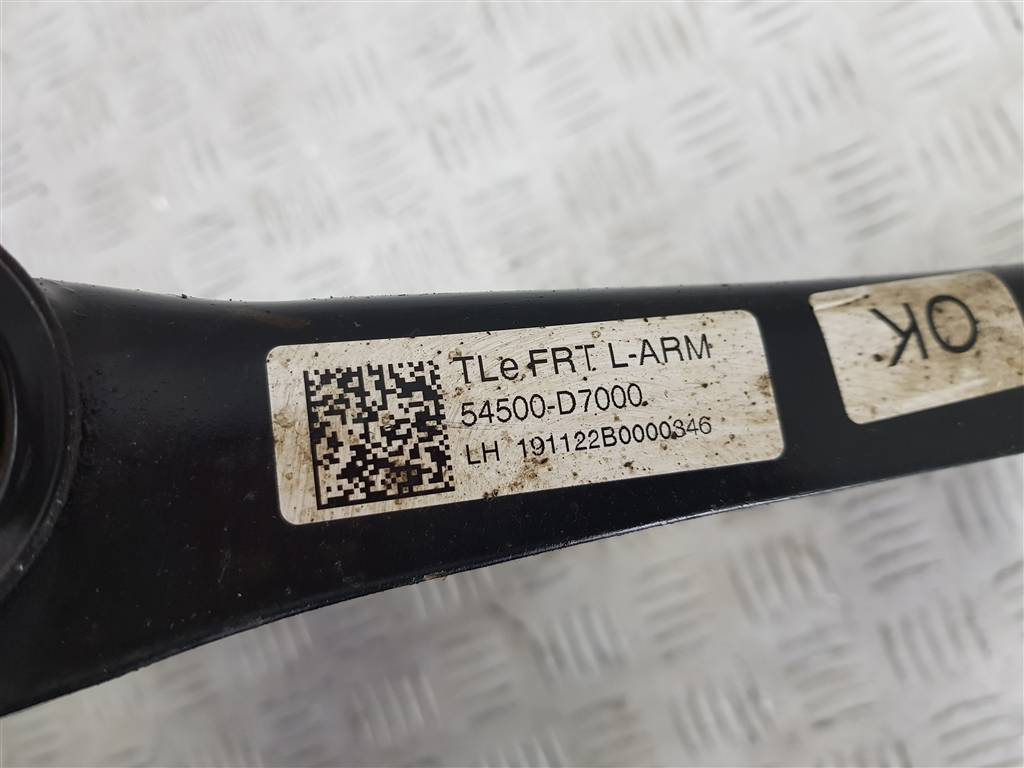 TLe FRT L-ARM
54500-D7000
LH 191122B0000346
OK